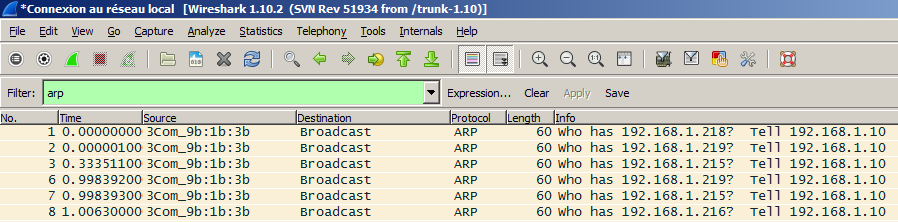 *Connexion au réseau local   [Wireshark 1.10.2  (SVN Rev 51934 from /trunk-1.10)]
File Edit View Go Capture Analyze Statistics Telephony Tools Internals Help
Filter: arp Expression... Clear Apply Save
No. Time Source Destination Protocol Length Info
1 0.00000000 3Com_9b:1b:3b Broadcast ARP 60 Who has 192.168.1.218?  Tell 192.168.1.10
2 0.00000100 3Com_9b:1b:3b Broadcast ARP 60 Who has 192.168.1.219?  Tell 192.168.1.10
3 0.33351100 3Com_9b:1b:3b Broadcast ARP 60 Who has 192.168.1.215?  Tell 192.168.1.10
6 0.99839200 3Com_9b:1b:3b Broadcast ARP 60 Who has 192.168.1.219?  Tell 192.168.1.10
7 0.99839300 3Com_9b:1b:3b Broadcast ARP 60 Who has 192.168.1.215?  Tell 192.168.1.10
8 1.00630000 3Com_9b:1b:3b Broadcast ARP 60 Who has 192.168.1.216?  Tell 192.168.1.10